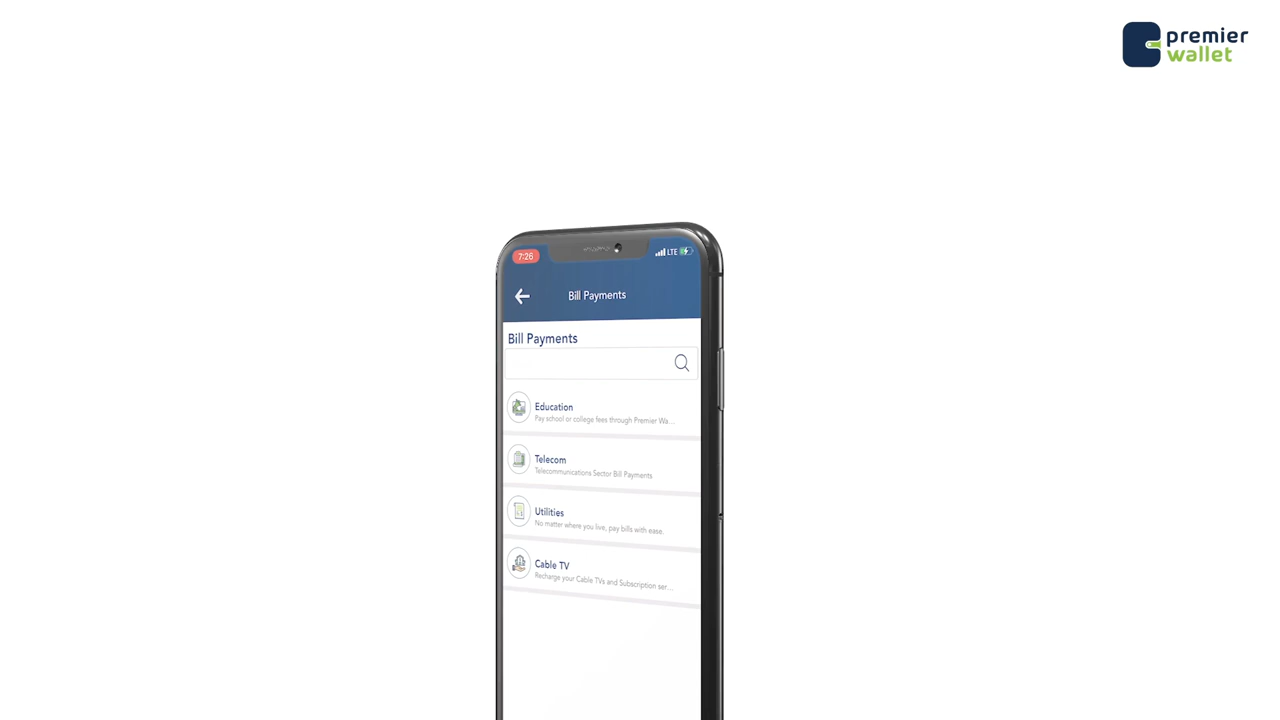 premier
wallet
7:26
LTE
Bill Payments
Bill Payments
Education
Pay school or college fees through Premier Wa...
Telecom
Telecommunications Sector Bill Payments
Utilities
No matter where you live, pay bills with ease.
Cable TV
Recharge your Cable TVs and Subscription ser...